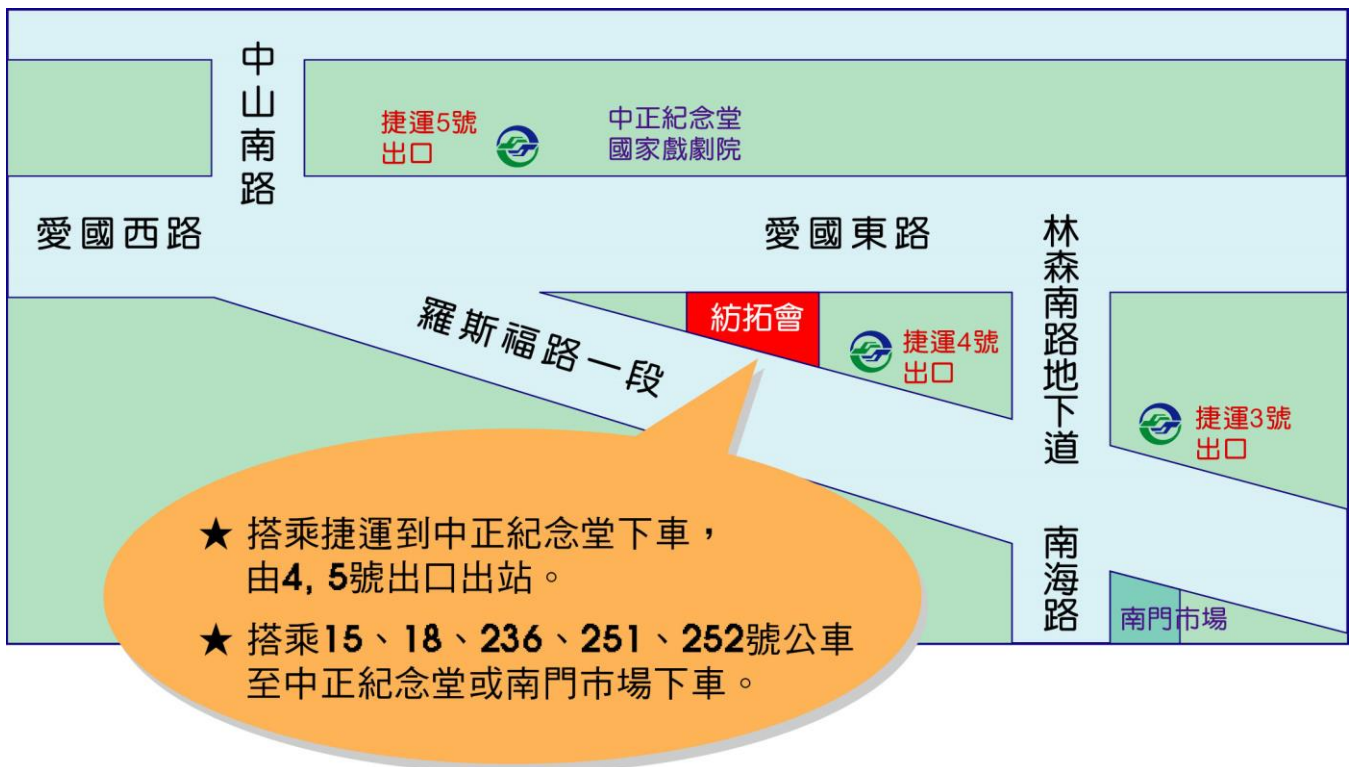 中山南路
捷運5號
出口
中正紀念堂
國家戲劇院
愛國西路
愛國東路
林森南路地下道
羅斯福路一段
紡拓會
捷運4號
出口
捷運3號
出口
南海路
南門市場
★ 搭乘捷運到中正紀念堂下車，
由4, 5號出口出站。
★ 搭乘15、18、236、251、252號公車
至中正紀念堂或南門市場下車。